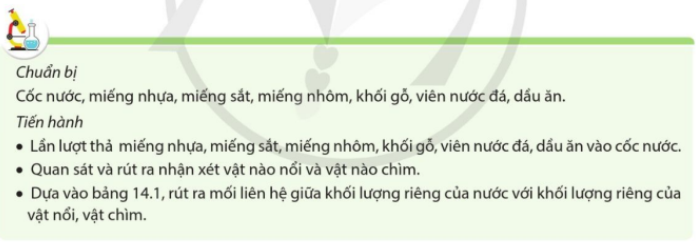 Chuẩn bị
Cốc nước, miếng nhựa, miếng sắt, miếng nhôm, khối gỗ, viên nước đá, dầu ăn.
Tiến hành
• Lần lượt thả miếng nhựa, miếng sắt, miếng nhôm, khối gỗ, viên nước đá, dầu ăn vào cốc nước.
• Quan sát và rút ra nhận xét vật nào nổi và vật nào chìm.
• Dựa vào bảng 14.1, rút ra mối liên hệ giữa khối lượng riêng của nước với khối lượng riêng của
vật nổi, vật chìm.